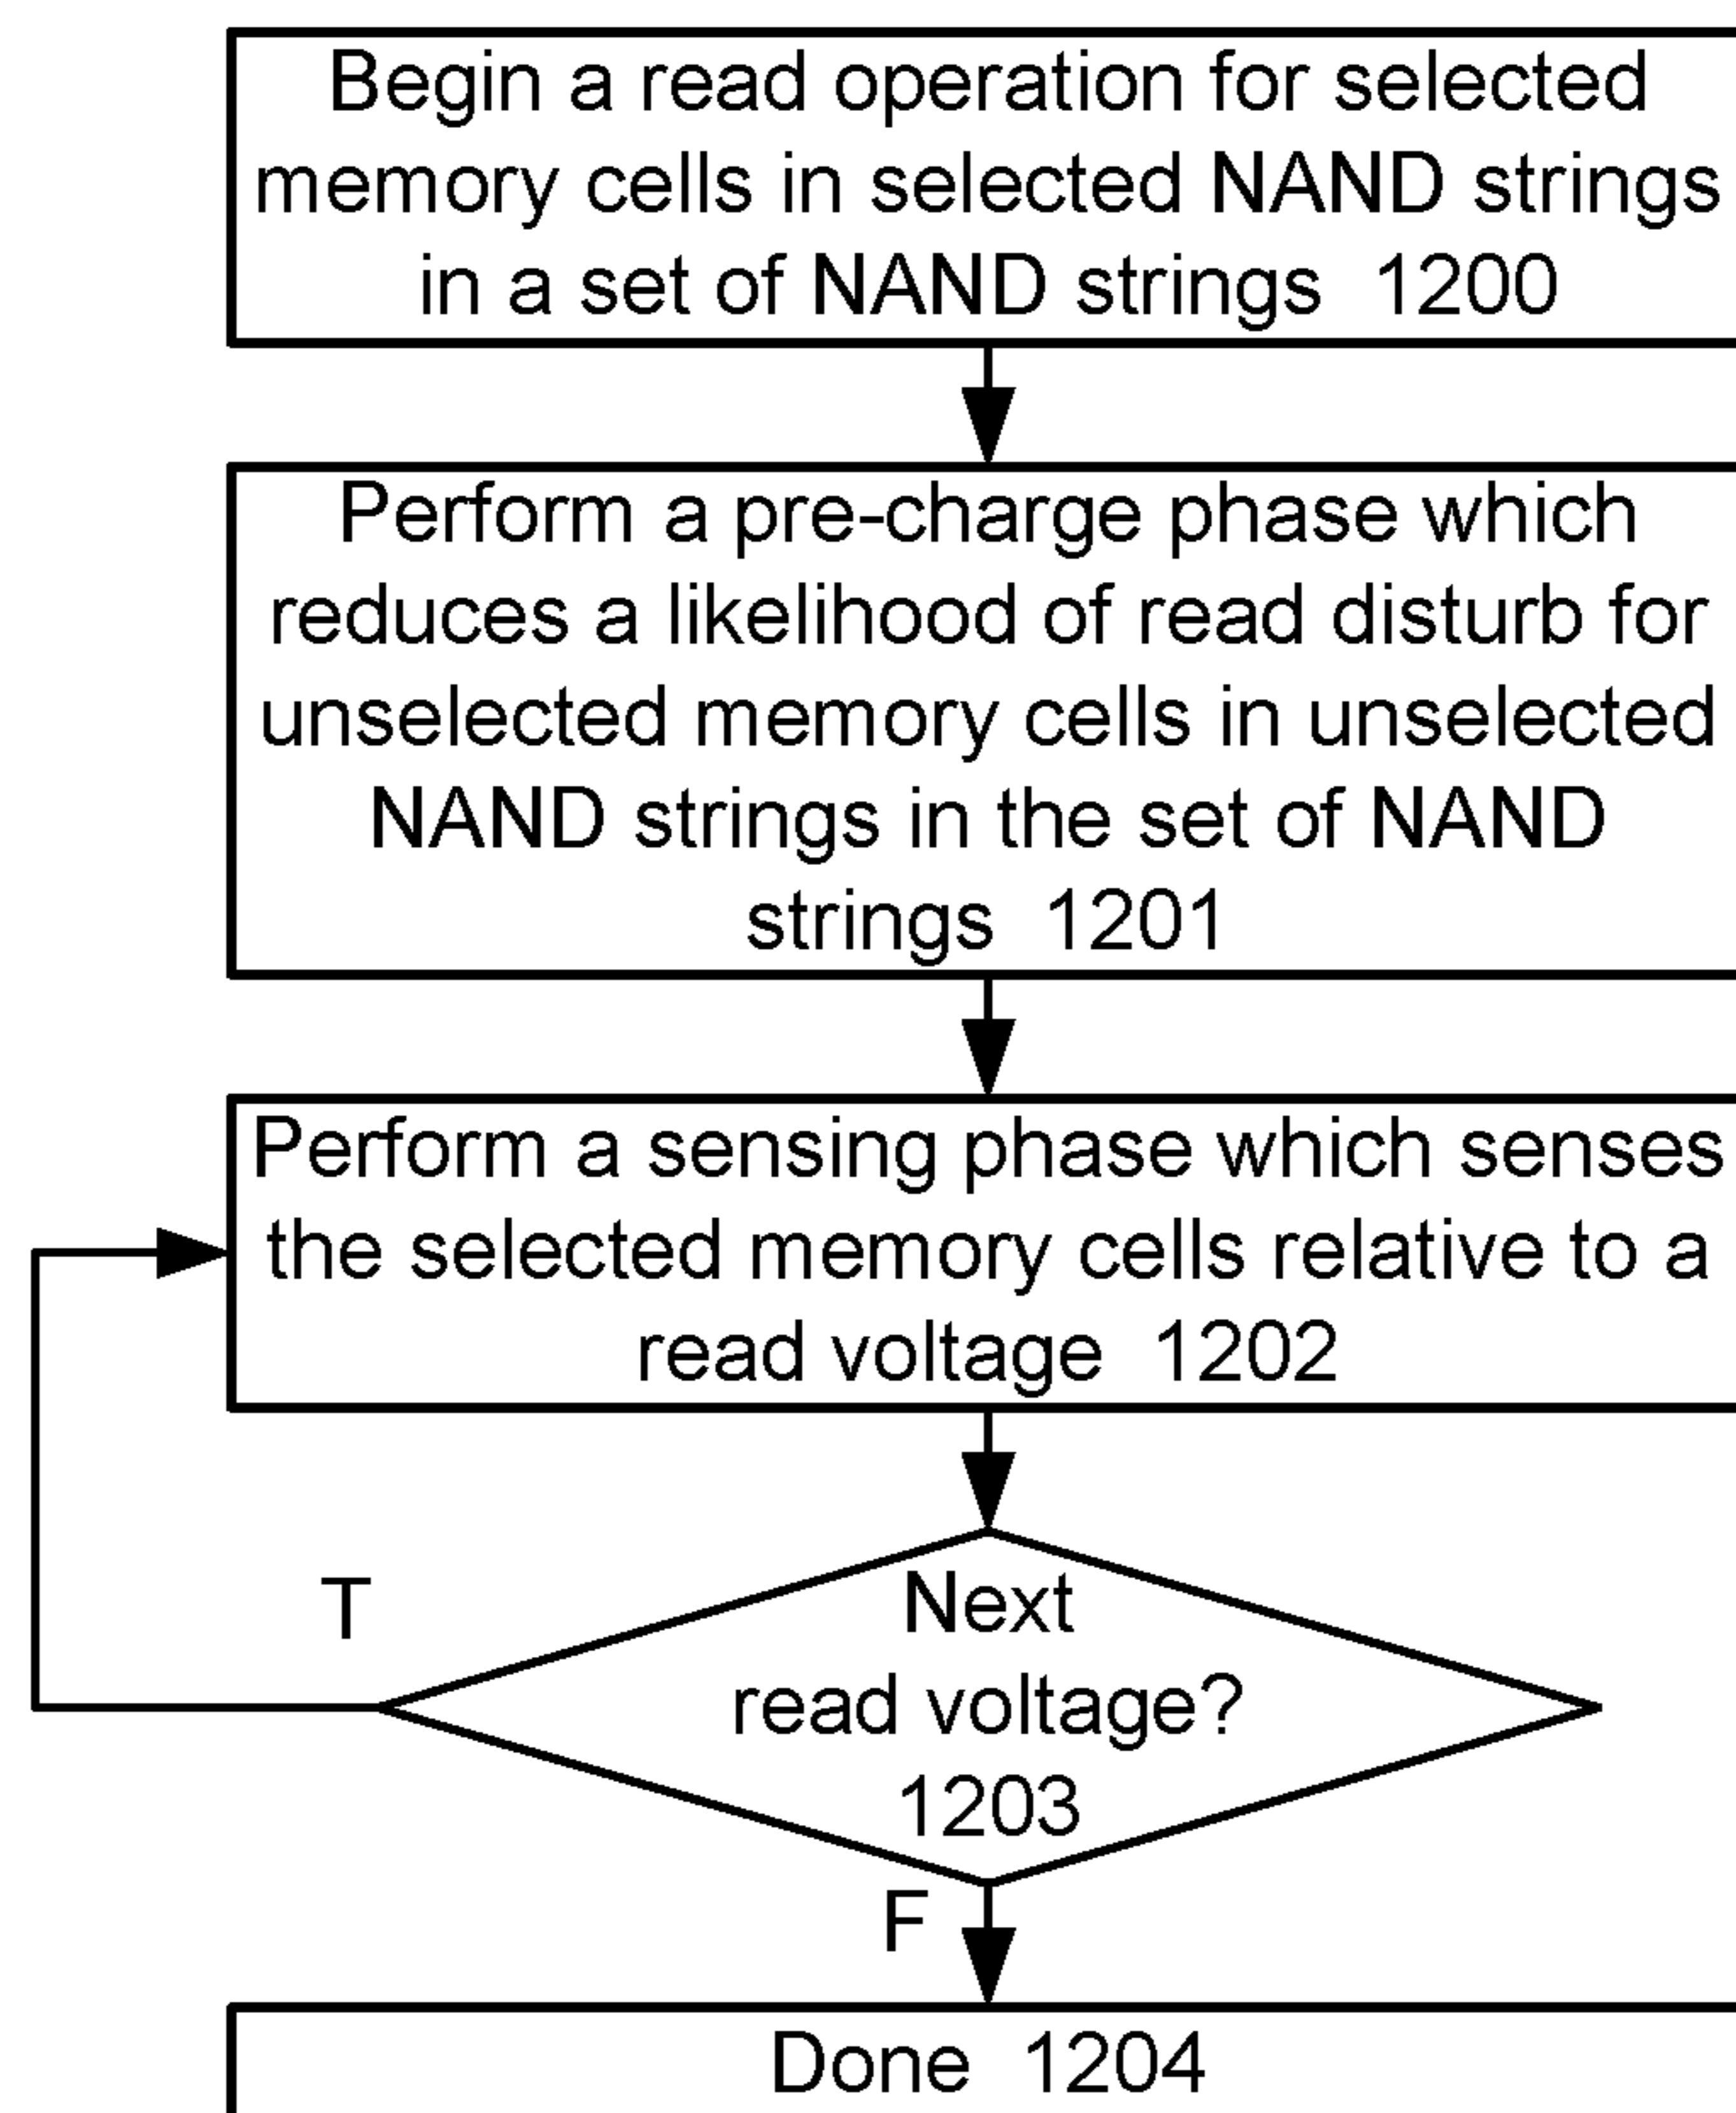 Begin a read operation for selected
memory cells in selected NAND strings
in a set of NAND strings 1200
Perform a pre-charge phase which
reduces a likelihood of read disturb for
unselected memory cells in unselected
NAND strings in the set of NAND
strings 1201
Perform a sensing phase which senses
the selected memory cells relative to a
read voltage 1202
T
Next
read voltage?
1203
F
Done 1204